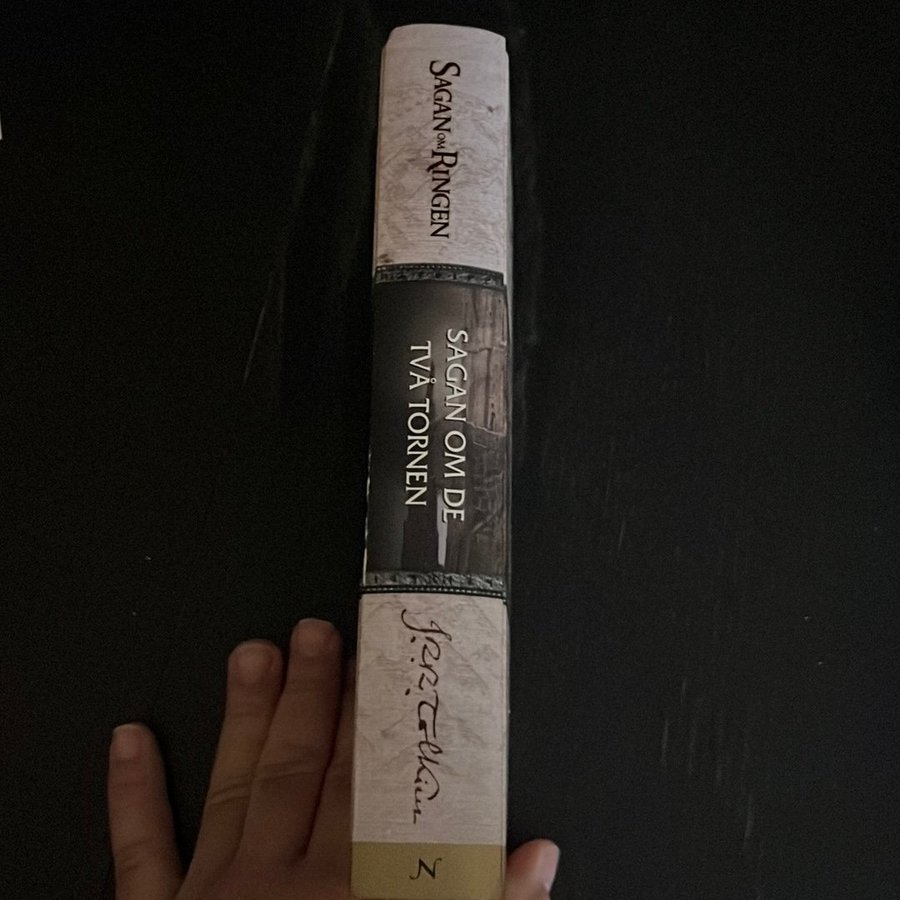 SAGAN OM RINGEN
SAGAN OM DE
TVÅ TORNEN
J.R.R. Tolkien